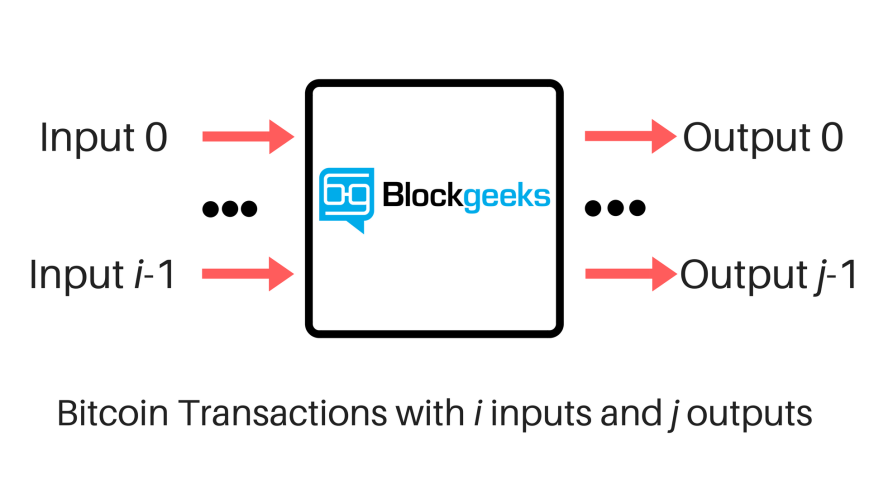 Input 0
Output 0
Blockgeeks
Input i-1
Output j-1
Bitcoin Transactions with i inputs and j outputs